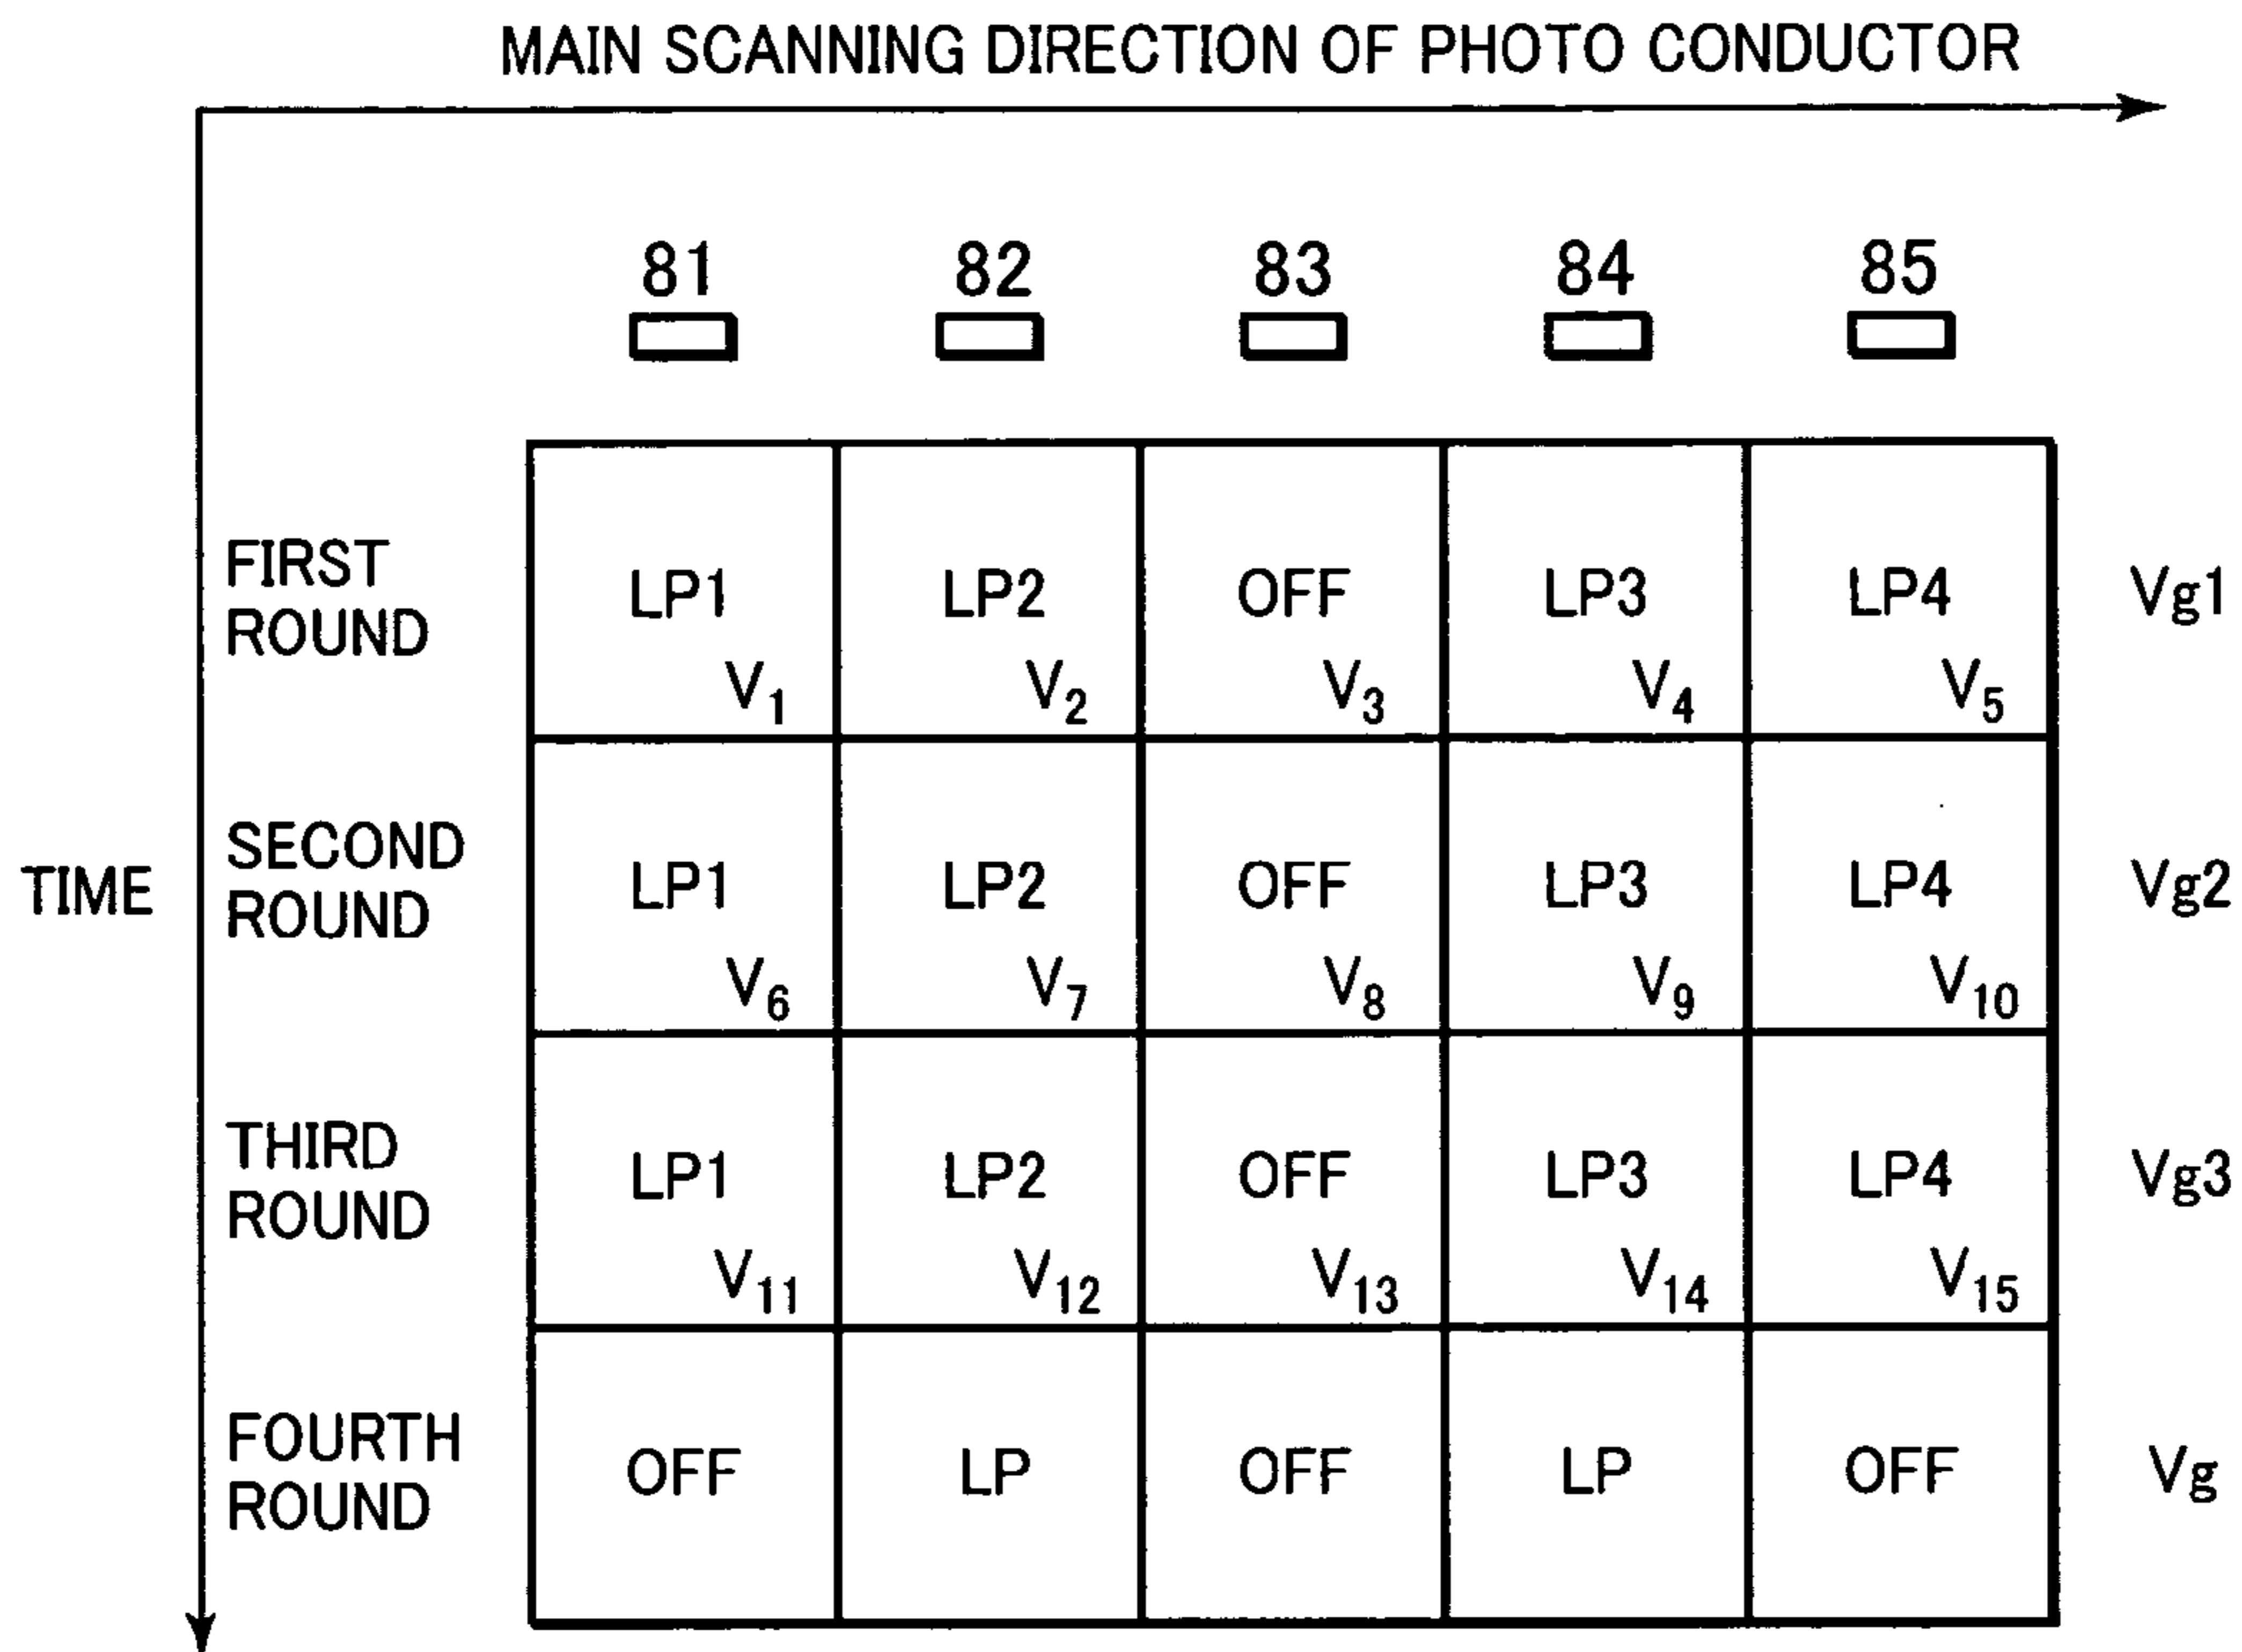 MAIN SCANNING DIRECTION OF PHOTO CONDUCTOR
81 82 83 84 85
FIRST
ROUND
LP1 LP2 OFF LP3 LP4 Vg1
V1 V2 V3 V4 V5
TIME
SECOND
ROUND
LP1 LP2 OFF LP3 LP4 Vg2
V6 V7 V8 V9 V10
THIRD
ROUND
LP1 LP2 OFF LP3 LP4 Vg3
V11 V12 V13 V14 V15
FOURTH
ROUND
OFF LP OFF LP OFF Vg